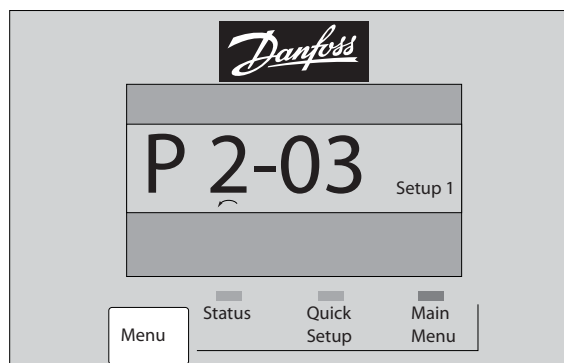 Danfoss
P 2-03
Setup 1
Menu
Status
Quick
Setup
Main
Menu